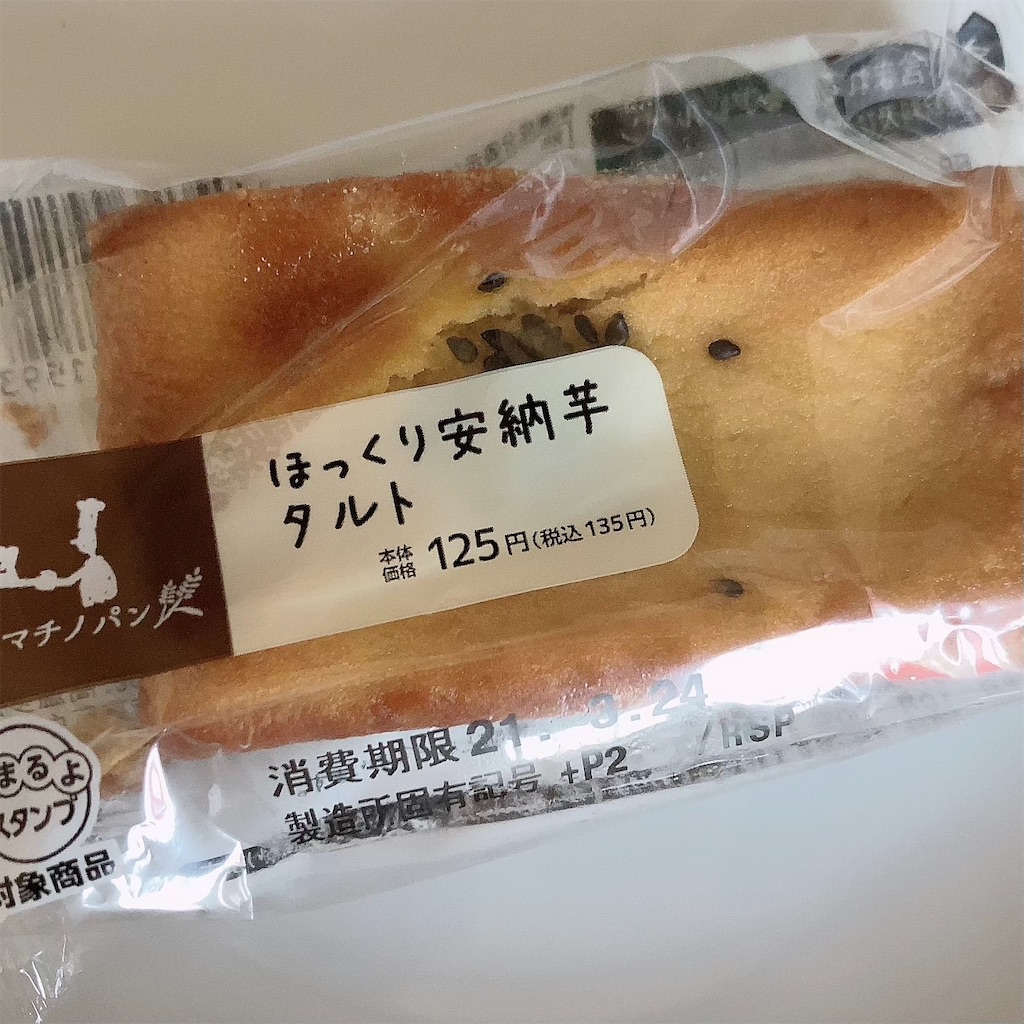 ほっくり安納芋
タルト
本体価格 125円(税込135円)
マチノパン
消費期限 21. 3.24
製造所固有記号 +P2 /HSP
まるよ
スタンプ
対象商品